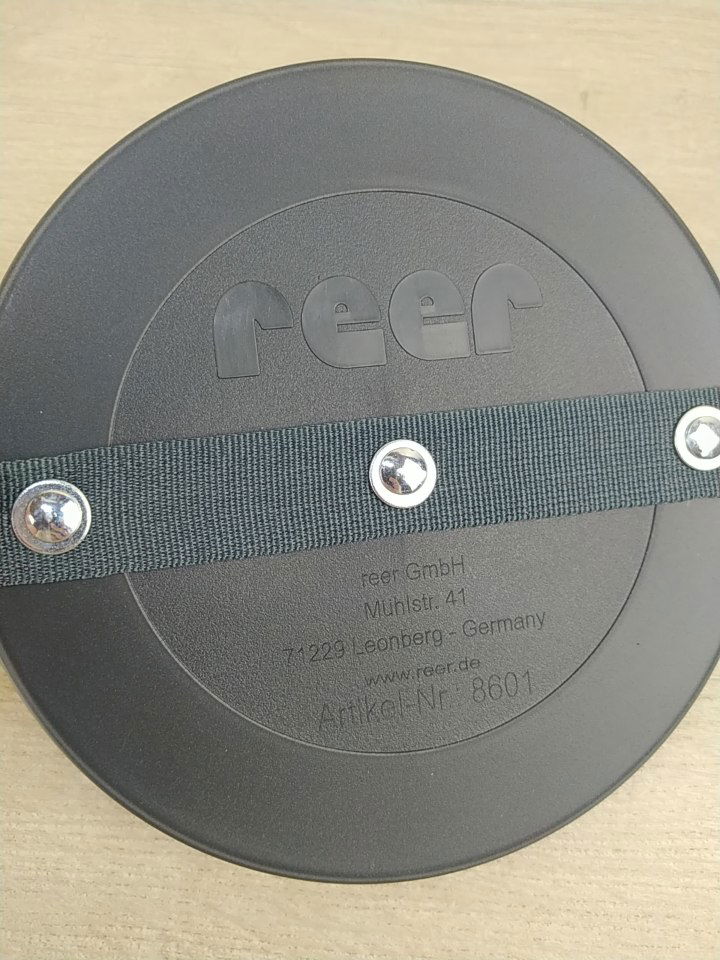 reer
reer GmbH
Mühlstr. 41
71229 Leonberg - Germany
www.reer.de
Artikel-Nr.: 8601